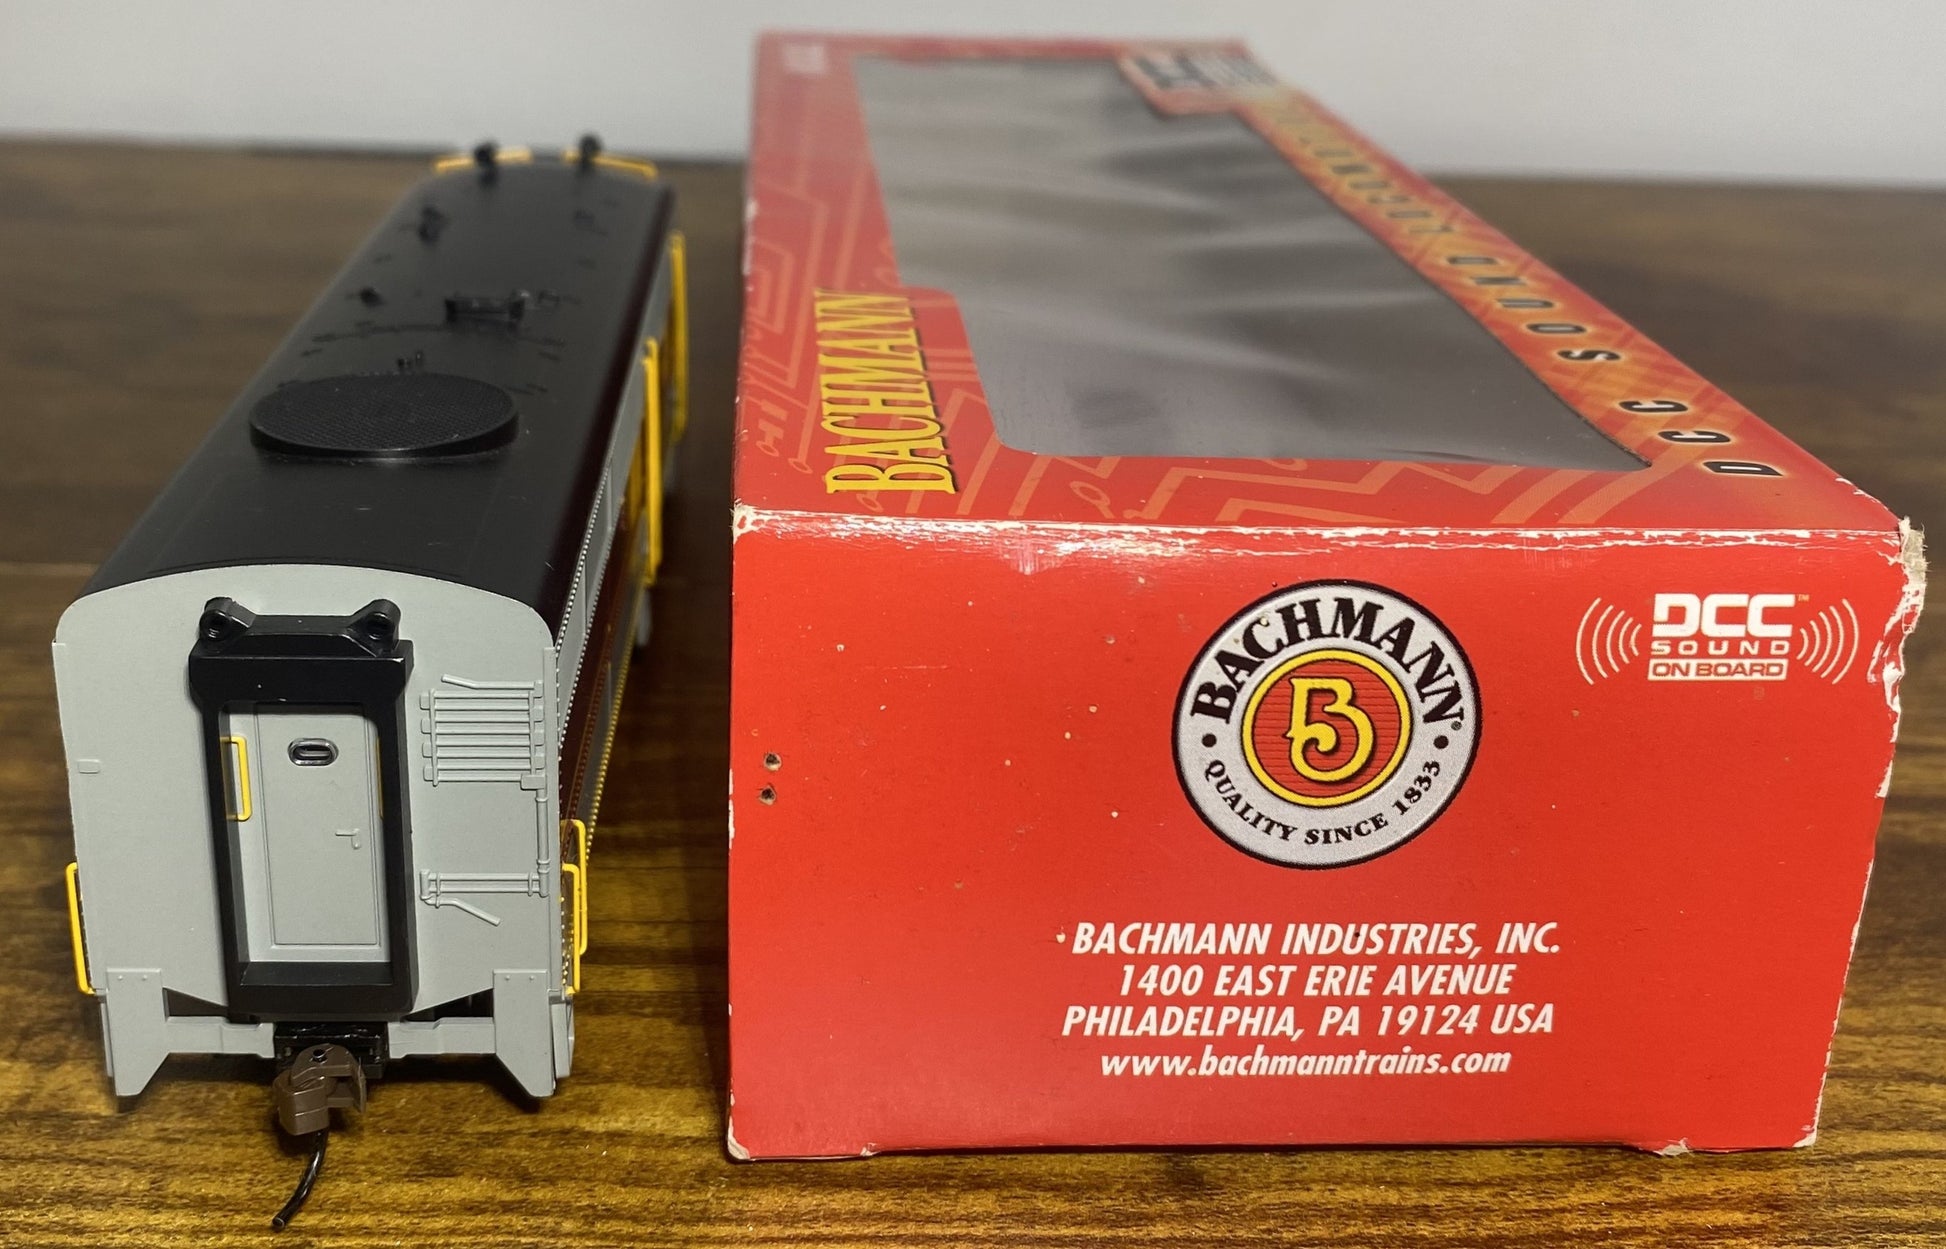 BACHMANN
DCC SOUND
BACHMANN®
B
• QUALITY SINCE 1833 •
DCC™
SOUND
ON BOARD
BACHMANN INDUSTRIES, INC.
1400 EAST ERIE AVENUE
PHILADELPHIA, PA 19124 USA
www.bachmanntrains.com